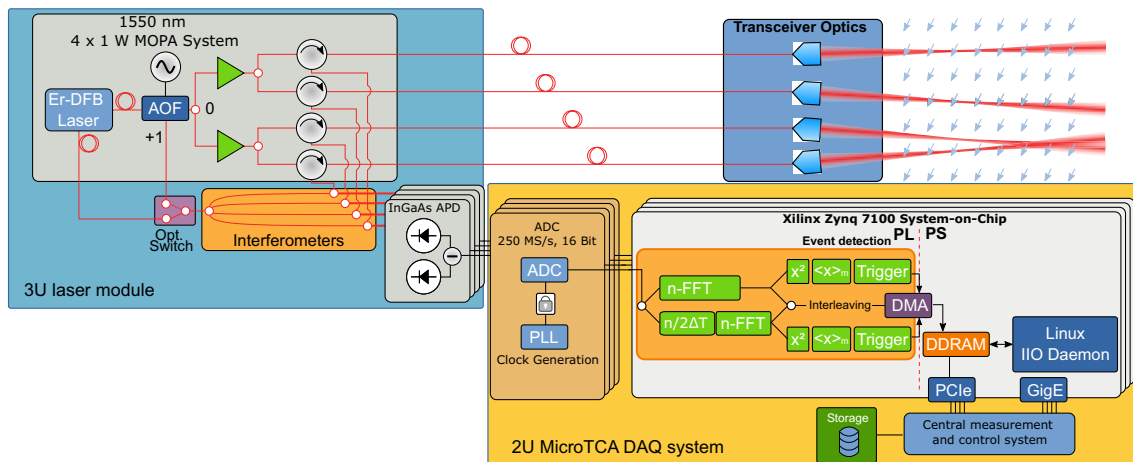 1550 nm
4 x 1 W MOPA System
Er-DFB
Laser
AOF
0
+1
Opt.
Switch
Interferometers
InGaAs APD
3U laser module
Transceiver Optics
ADC
250 MS/s, 16 Bit
ADC
PLL
Clock Generation
Xilinx Zynq 7100 System-on-Chip
Event detection
PL
PS
n-FFT
x²
<x>m
Trigger
Interleaving
DMA
n/2ΔT
n-FFT
x²
<x>m
Trigger
DDRAM
Linux
IIO Daemon
PCIe
GigE
Storage
Central measurement
and control system
2U MicroTCA DAQ system